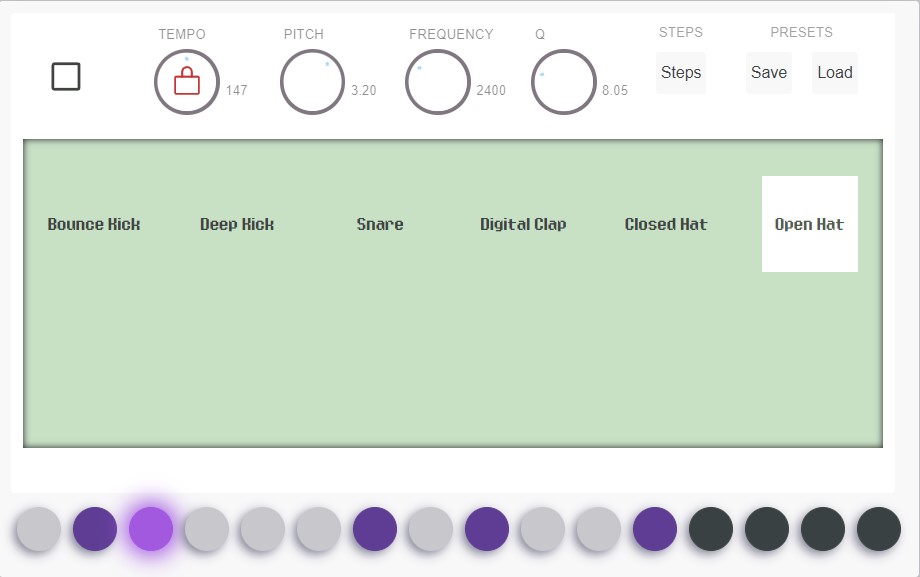 TEMPO PITCH FREQUENCY Q STEPS PRESETS
Steps Save Load
147 3.20 2400 8.05
Bounce Kick Deep Kick Snare Digital Clap Closed Hat Open Hat